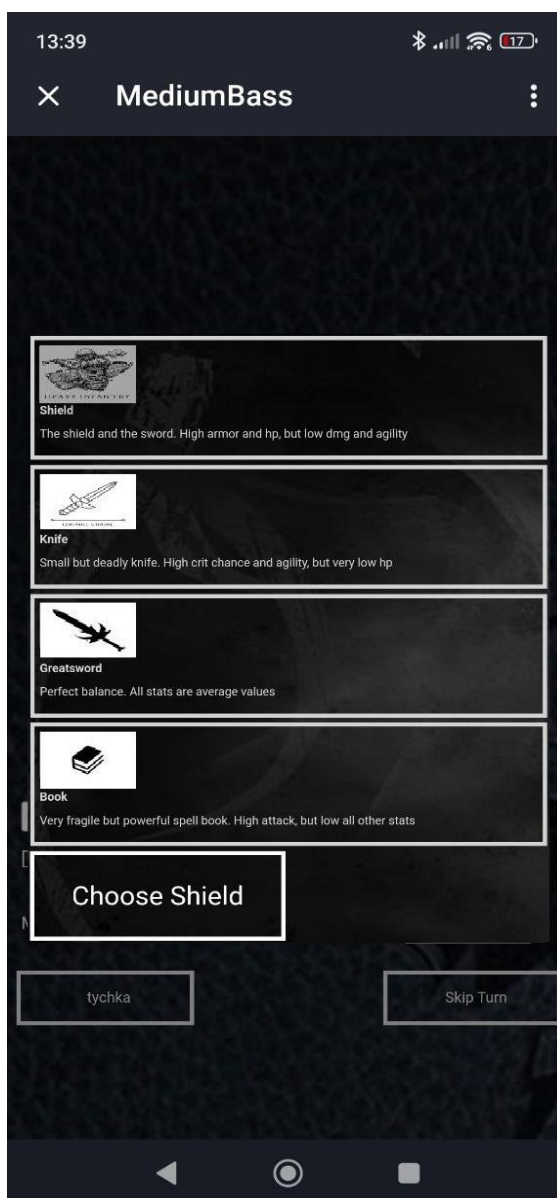 13:39
17
MediumBass
HEAVY INFANTRY
Shield
The shield and the sword. High armor and hp, but low dmg and agility
Knife
Small but deadly knife. High crit chance and agility, but very low hp
Greatsword
Perfect balance. All stats are average values
Book
Very fragile but powerful spell book. High attack, but low all other stats
Choose Shield
tychka
Skip Turn